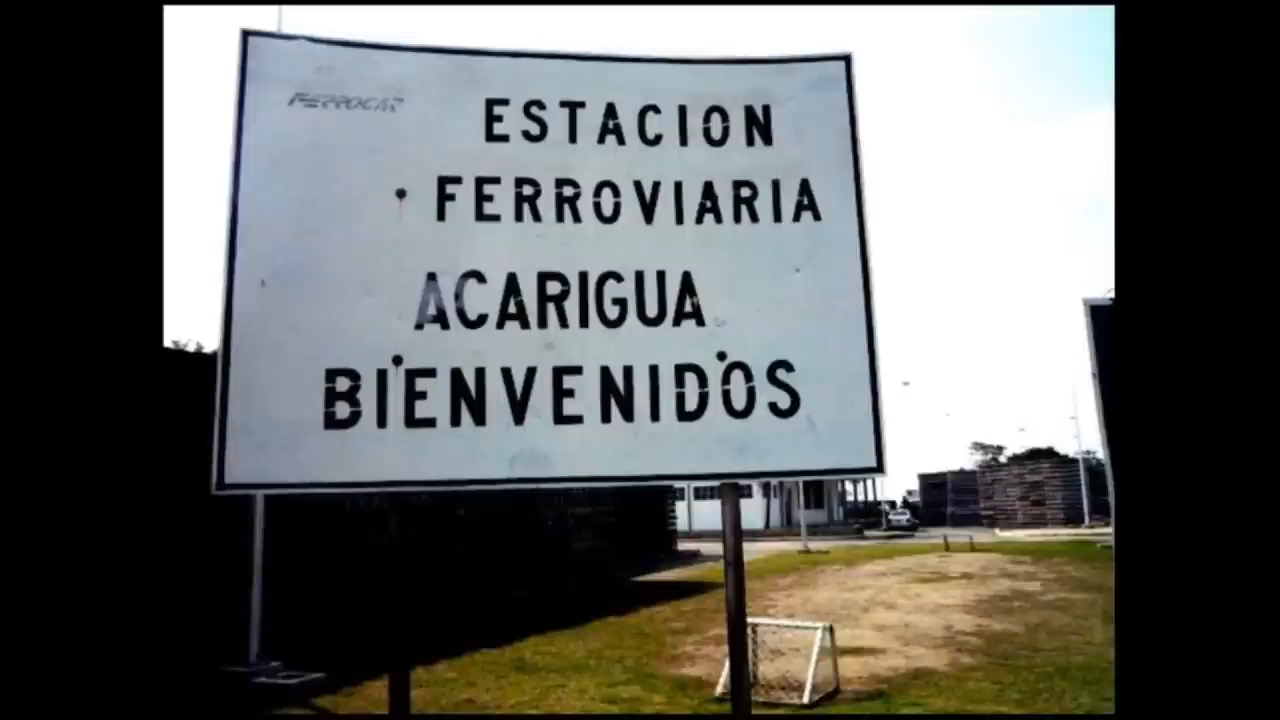 FERROCAR
ESTACION
FERROVIARIA
ACARIGUA
BIENVENIDOS